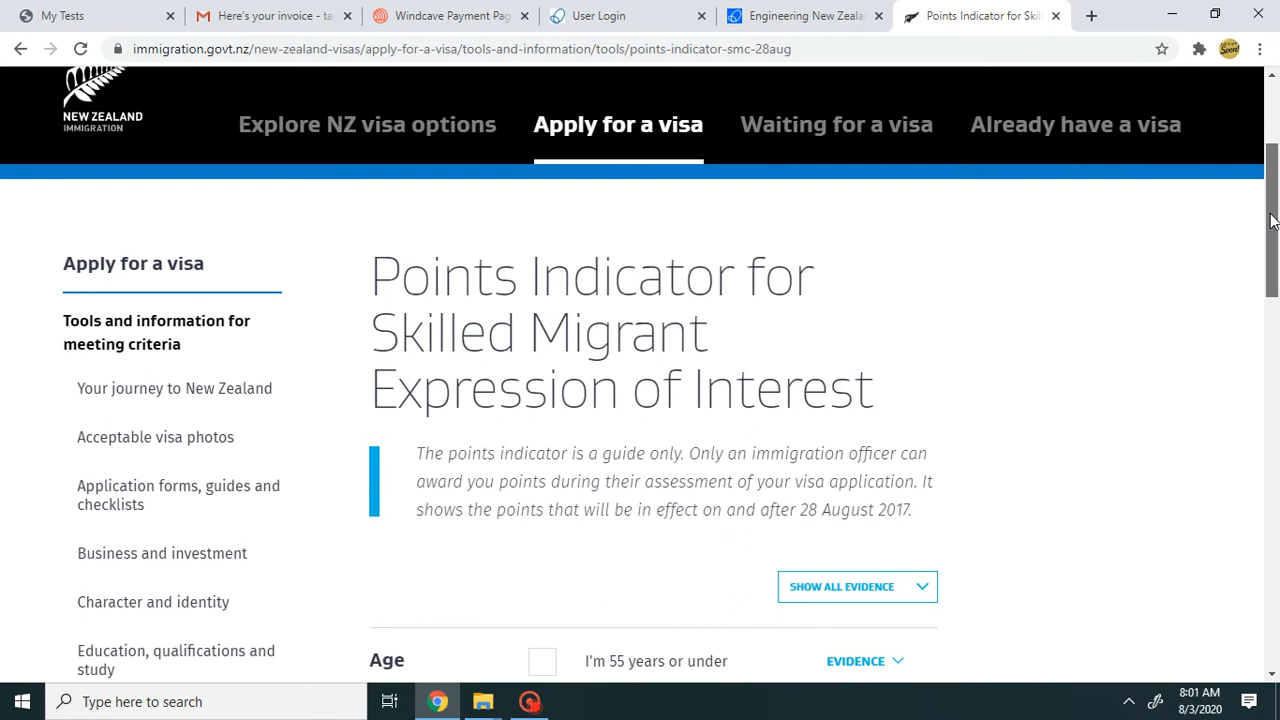 My Tests
Here's your invoice - ta
Windcave Payment Pag
User Login
Engineering New Zeala
Points Indicator for Skil
immigration.govt.nz/new-zealand-visas/apply-for-a-visa/tools-and-information/tools/points-indicator-smc-28aug
NEW ZEALAND
IMMIGRATION
Explore NZ visa options
Apply for a visa
Waiting for a visa
Already have a visa
Apply for a visa
Tools and information for
meeting criteria
Your journey to New Zealand
Acceptable visa photos
Application forms, guides and
checklists
Business and investment
Character and identity
Education, qualifications and
study
Points Indicator for
Skilled Migrant
Expression of Interest
The points indicator is a guide only. Only an immigration officer can
award you points during their assessment of your visa application. It
shows the points that will be in effect on and after 28 August 2017.
SHOW ALL EVIDENCE
Age
I'm 55 years or under
EVIDENCE
Type here to search
8:01 AM
8/3/2020